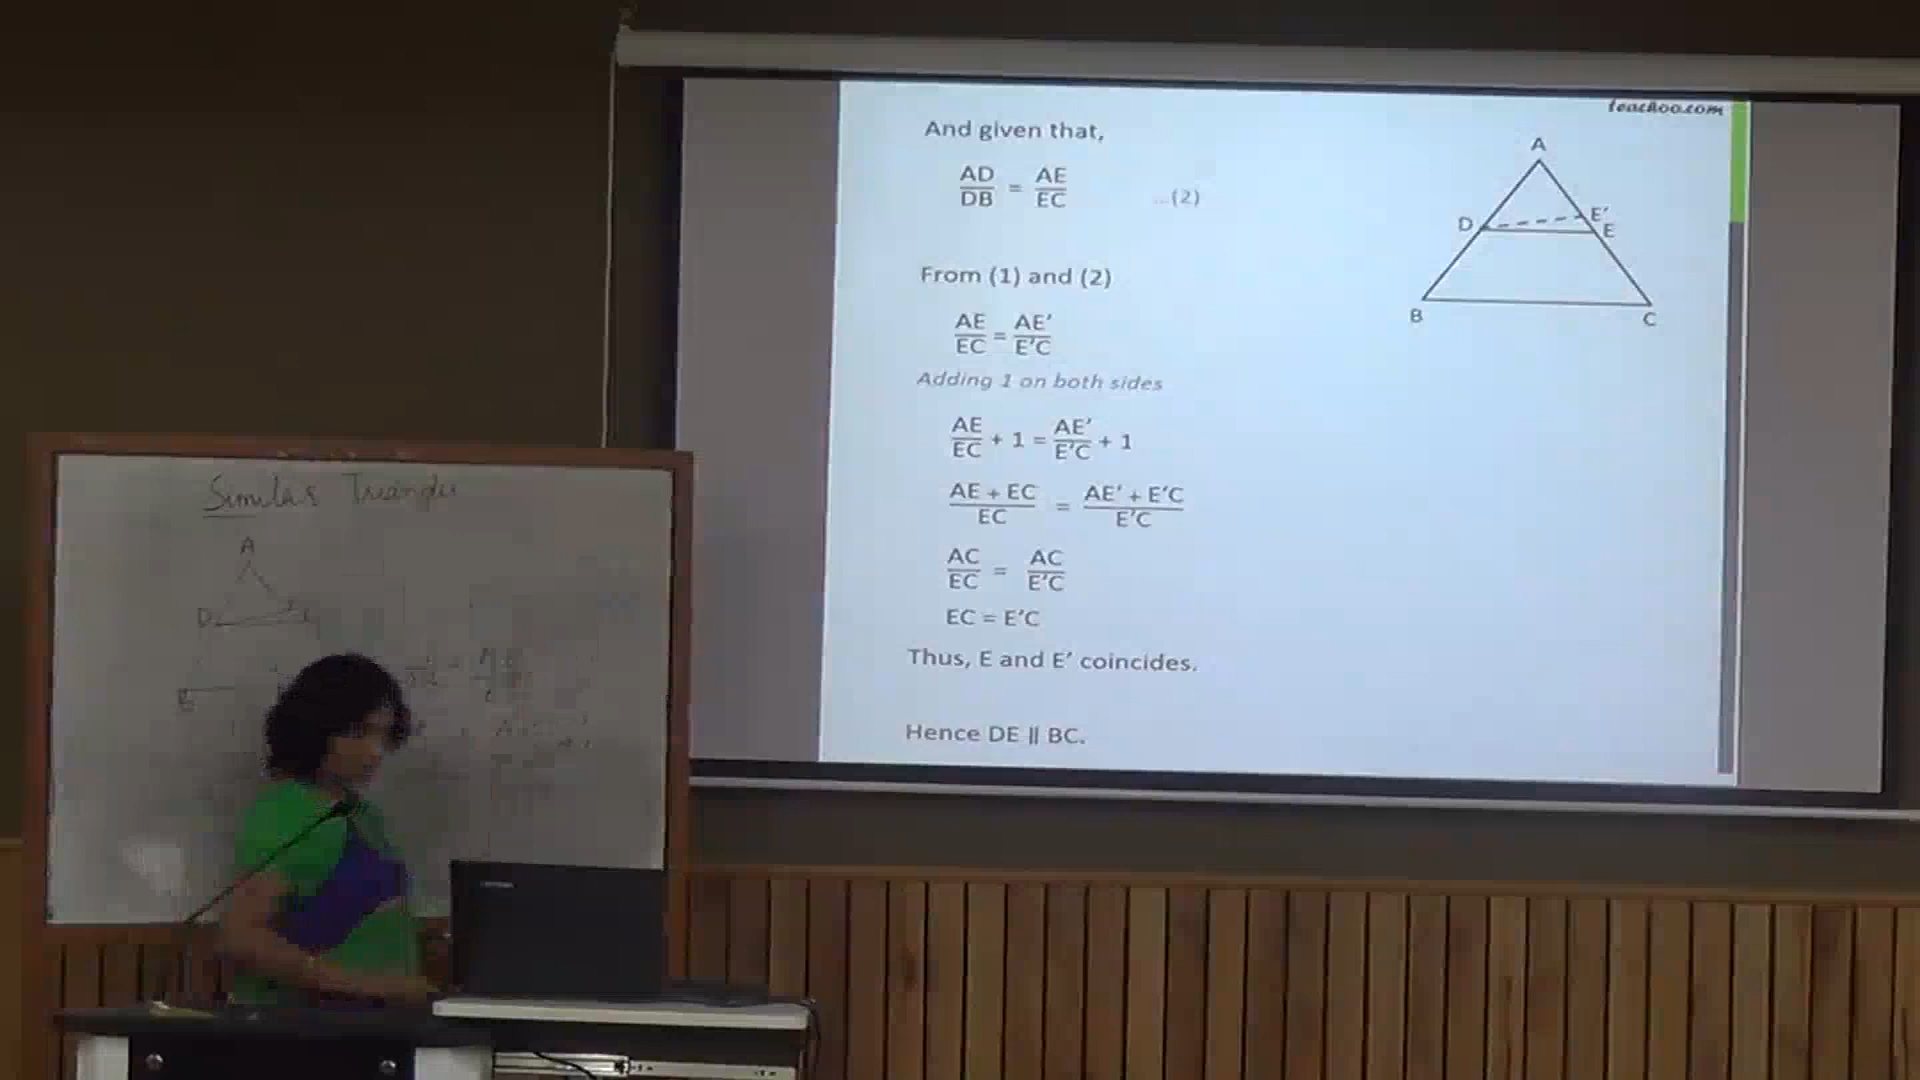 teachoo.com
And given that,
AD/DB = AE/EC ...(2)
From (1) and (2)
AE/EC = AE′/E′C
Adding 1 on both sides
AE/EC + 1 = AE′/E′C + 1
AE + EC/EC = AE′ + E′C/E′C
AC/EC = AC/E′C
EC = E′C
Thus, E and E′ coincides.
Hence DE ∥ BC.
A
D
E′
E
B
C
Similar Triangles
A
D
B